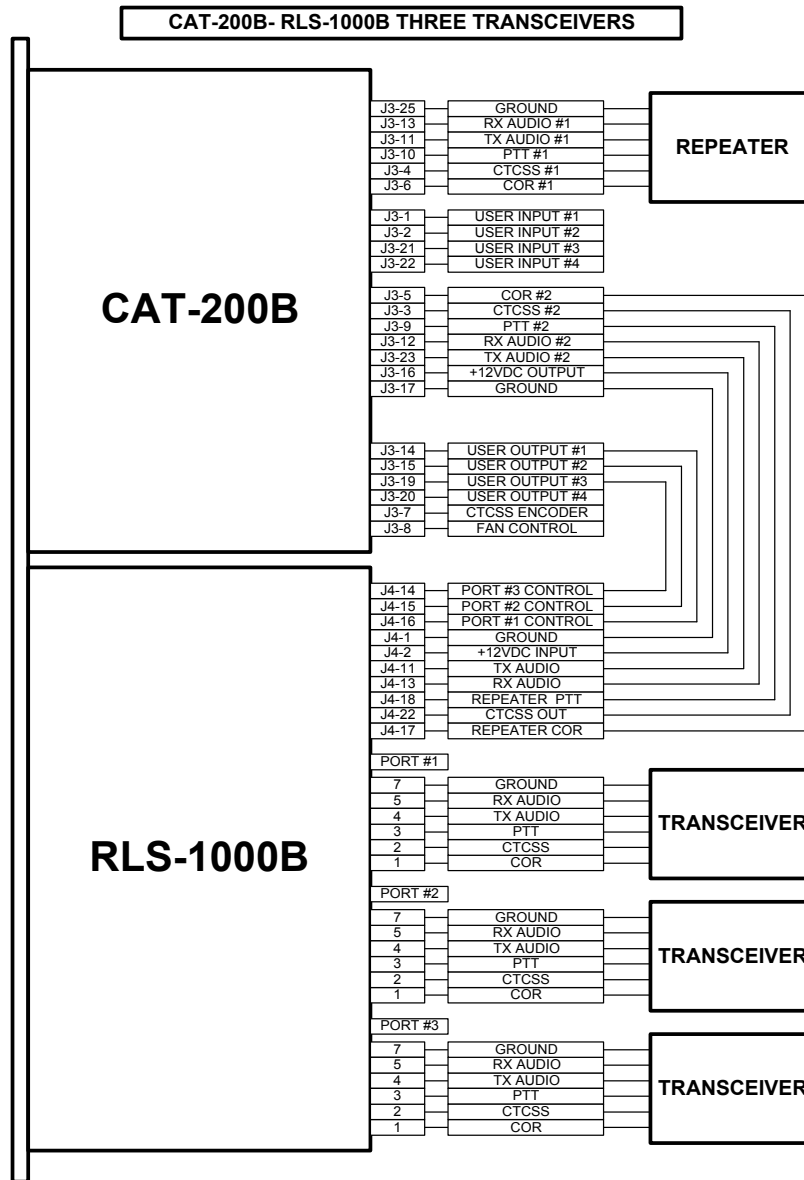 CAT-200B- RLS-1000B THREE TRANSCEIVERS
J3-25 GROUND
J3-13 RX AUDIO #1
J3-11 TX AUDIO #1
J3-10 PTT #1
J3-4 CTCSS #1
J3-6 COR #1
REPEATER
J3-1 USER INPUT #1
J3-2 USER INPUT #2
J3-21 USER INPUT #3
J3-22 USER INPUT #4
CAT-200B
J3-5 COR #2
J3-3 CTCSS #2
J3-9 PTT #2
J3-12 RX AUDIO #2
J3-23 TX AUDIO #2
J3-16 +12VDC OUTPUT
J3-17 GROUND
J3-14 USER OUTPUT #1
J3-15 USER OUTPUT #2
J3-19 USER OUTPUT #3
J3-20 USER OUTPUT #4
J3-7 CTCSS ENCODER
J3-8 FAN CONTROL
J4-14 PORT #3 CONTROL
J4-15 PORT #2 CONTROL
J4-16 PORT #1 CONTROL
J4-1 GROUND
J4-2 +12VDC INPUT
J4-11 TX AUDIO
J4-13 RX AUDIO
J4-18 REPEATER PTT
J4-22 CTCSS OUT
J4-17 REPEATER COR
RLS-1000B
PORT #1
7 GROUND
5 RX AUDIO
4 TX AUDIO
3 PTT
2 CTCSS
1 COR
TRANSCEIVER
PORT #2
7 GROUND
5 RX AUDIO
4 TX AUDIO
3 PTT
2 CTCSS
1 COR
TRANSCEIVER
PORT #3
7 GROUND
5 RX AUDIO
4 TX AUDIO
3 PTT
2 CTCSS
1 COR
TRANSCEIVER